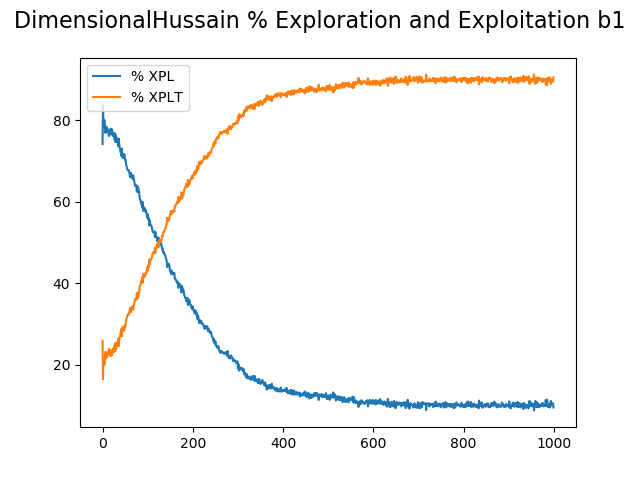 DimensionalHussain % Exploration and Exploitation b1
% XPL
% XPLT
80
60
40
20
0 200 400 600 800 1000